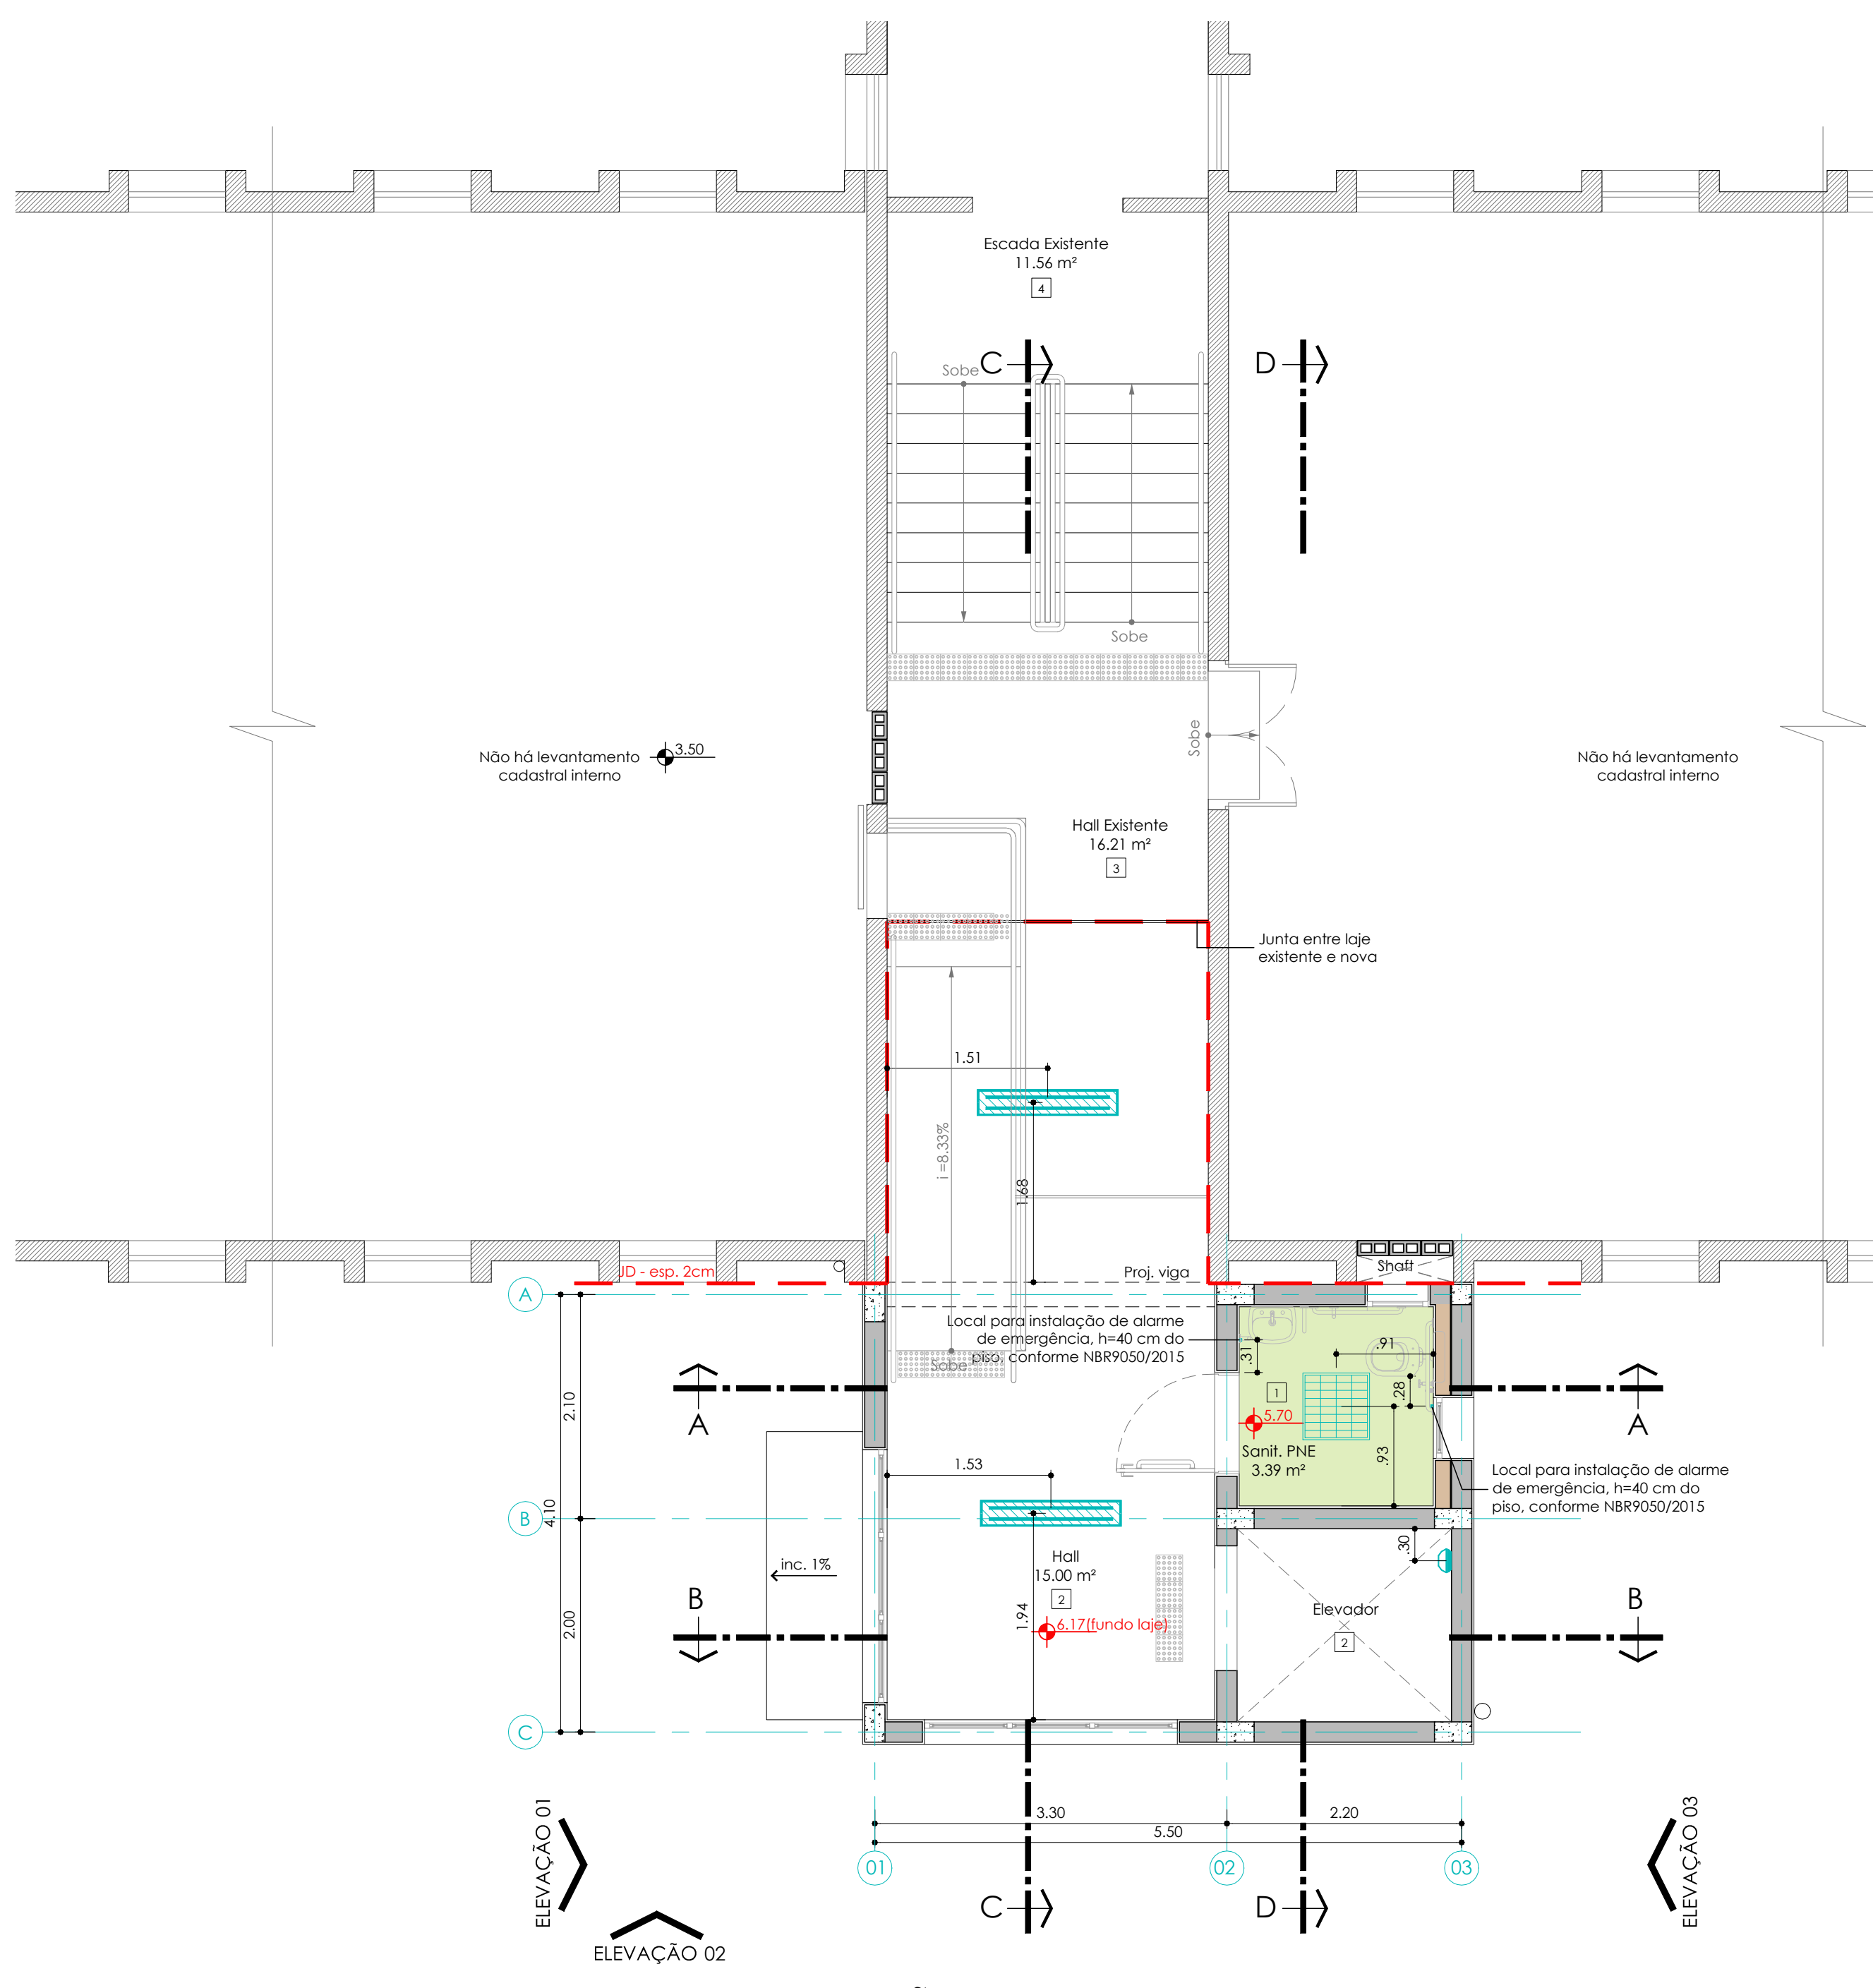 Escada Existente
11.56 m²
4
C
D
Sobe
Sobe
Sobe
Não há levantamento
cadastral interno
3.50
Não há levantamento
cadastral interno
Hall Existente
16.21 m²
3
Junta entre laje
existente e nova
1.51
i =8.33%
1.68
JD - esp. 2cm
Proj. viga
Shaft
A
Local para instalação de alarme
de emergência, h=40 cm do
piso, conforme NBR9050/2015
Sobe
.31
.91
.28
1
5.70
Sanit. PNE
3.39 m²
.93
A
A
2.10
4.10
1.53
Local para instalação de alarme
de emergência, h=40 cm do
piso, conforme NBR9050/2015
B
.30
inc. 1%
Hall
15.00 m²
2
1.94
6.17(fundo laje)
Elevador
2
B
B
2.00
C
3.30
2.20
5.50
01
02
03
ELEVAÇÃO 01
ELEVAÇÃO 03
C
D
ELEVAÇÃO 02